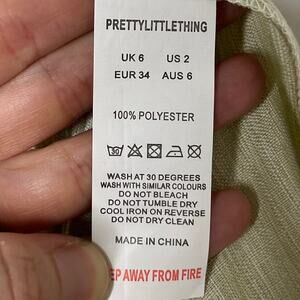 PRETTYLITTLETHING
UK 6 US 2
EUR 34 AUS 6
100% POLYESTER
WASH AT 30 DEGREES
WASH WITH SIMILAR COLOURS
DO NOT BLEACH
DO NOT TUMBLE DRY
COOL IRON ON REVERSE
DO NOT DRY CLEAN
MADE IN CHINA
EP AWAY FROM FIRE